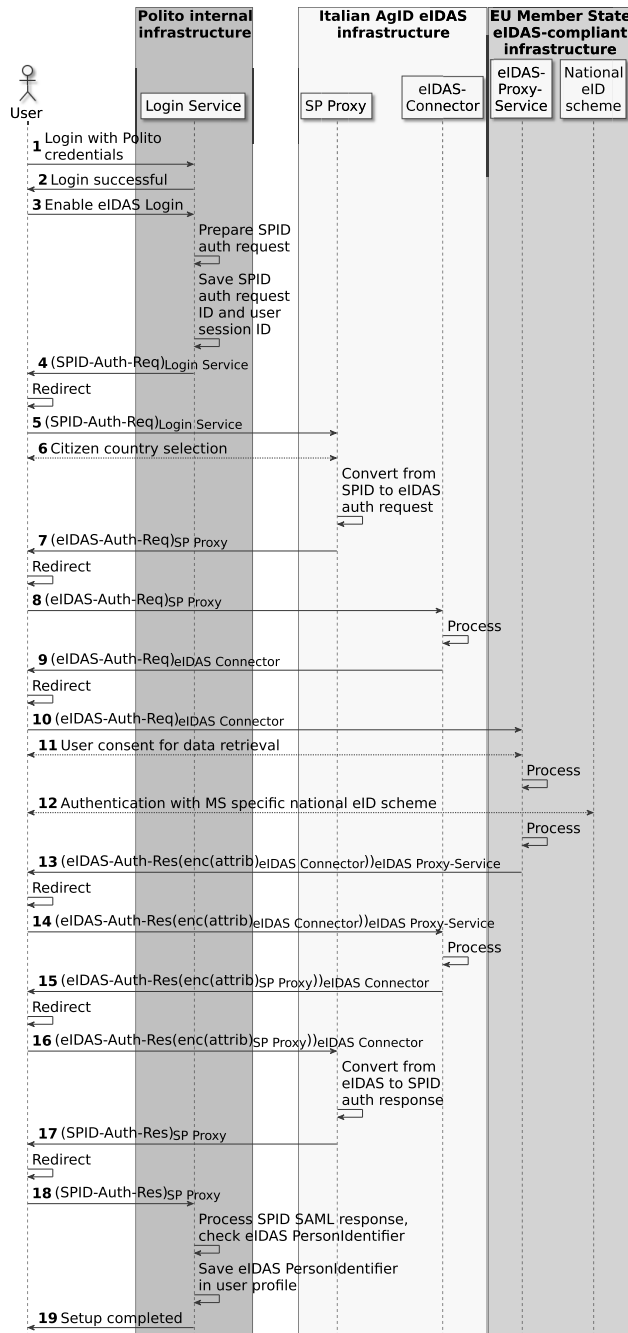 Polito internal
infrastructure
Italian AgID eIDAS
infrastructure
EU Member State
eIDAS-compliant
infrastructure
User
Login Service
SP Proxy
eIDAS-
Connector
eIDAS-
Proxy-
Service
National
eID
scheme
1 Login with Polito
credentials
2 Login successful
3 Enable eIDAS Login
Prepare SPID
auth request
Save SPID
auth request
ID and user
session ID
4 (SPID-Auth-Req)Login Service
Redirect
5 (SPID-Auth-Req)Login Service
6 Citizen country selection
Convert from
SPID to eIDAS
auth request
7 (eIDAS-Auth-Req)SP Proxy
Redirect
8 (eIDAS-Auth-Req)SP Proxy
Process
9 (eIDAS-Auth-Req)eIDAS Connector
Redirect
10 (eIDAS-Auth-Req)eIDAS Connector
11 User consent for data retrieval
Process
12 Authentication with MS specific national eID scheme
Process
13 (eIDAS-Auth-Res(enc(attrib)eIDAS Connector))eIDAS Proxy-Service
Redirect
14 (eIDAS-Auth-Res(enc(attrib)eIDAS Connector))eIDAS Proxy-Service
Process
15 (eIDAS-Auth-Res(enc(attrib)SP Proxy))eIDAS Connector
Redirect
16 (eIDAS-Auth-Res(enc(attrib)SP Proxy))eIDAS Connector
Convert from
eIDAS to SPID
auth response
17 (SPID-Auth-Res)SP Proxy
Redirect
18 (SPID-Auth-Res)SP Proxy
Process SPID SAML response,
check eIDAS PersonIdentifier
Save eIDAS PersonIdentifier
in user profile
19 Setup completed